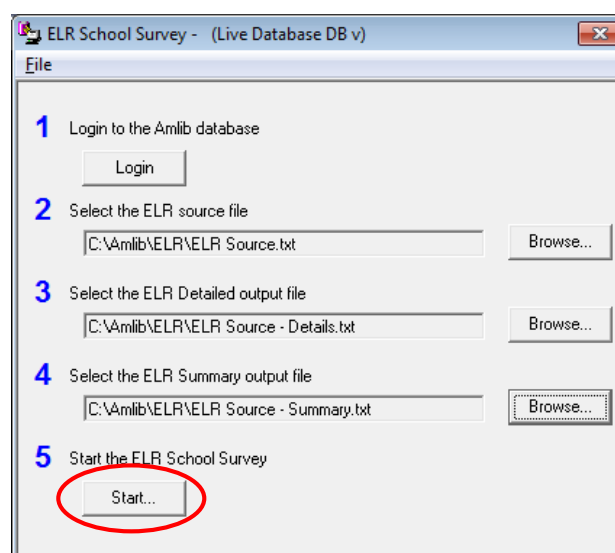 ELR School Survey -   (Live Database DB v)
File
1 Login to the Amlib database
Login
2 Select the ELR source file
C:\Amlib\ELR\ELR Source.txt Browse...
3 Select the ELR Detailed output file
C:\Amlib\ELR\ELR Source - Details.txt Browse...
4 Select the ELR Summary output file
C:\Amlib\ELR\ELR Source - Summary.txt Browse...
5 Start the ELR School Survey
Start...